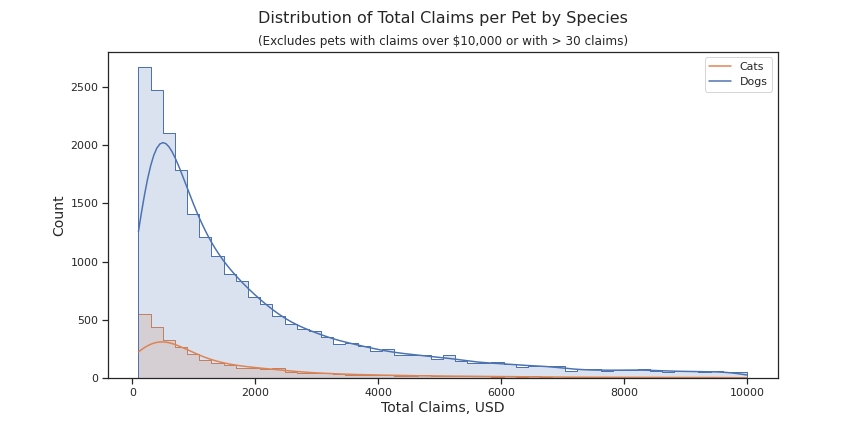 Distribution of Total Claims per Pet by Species
(Excludes pets with claims over $10,000 or with > 30 claims)
Cats
Dogs
2500
2000
1500
1000
500
0
Count
0 2000 4000 6000 8000 10000
Total Claims, USD